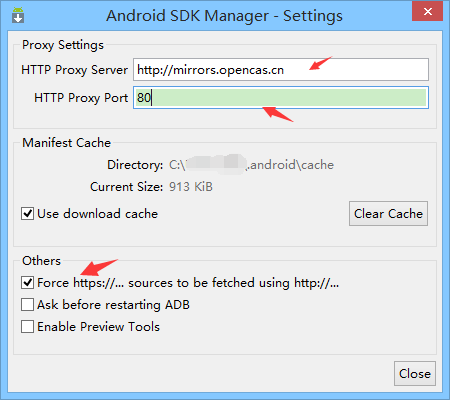 Android SDK Manager - Settings
Proxy Settings
HTTP Proxy Server http://mirrors.opencas.cn
HTTP Proxy Port 80
Manifest Cache
Directory: C:\ .android\cache
Current Size: 913 KiB
Use download cache Clear Cache
Others
Force https://... sources to be fetched using http://...
Ask before restarting ADB
Enable Preview Tools
Close